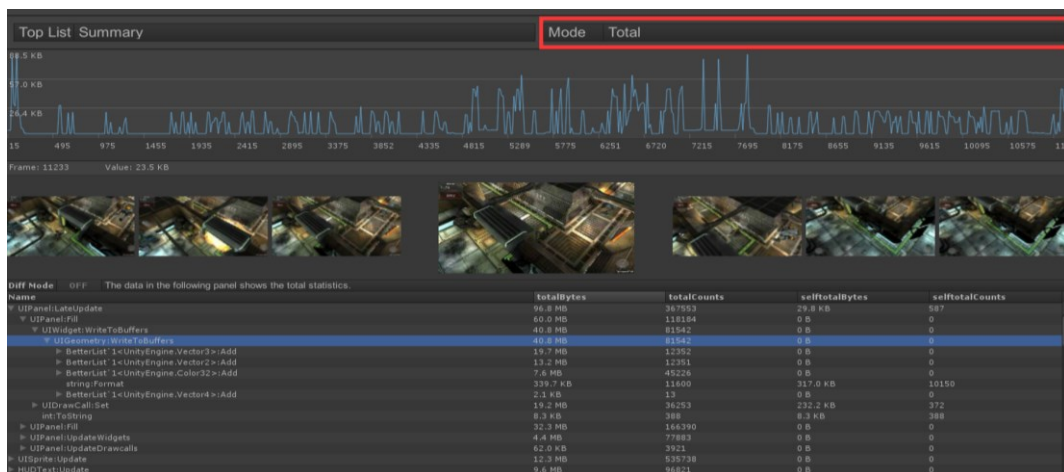 Top List Summary Mode Total
88.5 KB
57.0 KB
26.4 KB
15 495 975 1455 1935 2415 2895 3375 3852 4335 4815 5289 5775 6251 6720 7215 7695 8175 8655 9135 9615 10095 10575 11
Frame: 11233 Value: 23.5 KB
Diff Mode OFF The data in the following panel shows the total statistics.
Name totalBytes totalCounts selftotalBytes selftotalCounts
UIPanel:LateUpdate 96.8 MB 367553 29.8 KB 587
UIPanel:Fill 60.0 MB 118184 0 B 0
UIWidget:WriteToBuffers 40.8 MB 81542 0 B 0
UIGeometry:WriteToBuffers 40.8 MB 81542 0 B 0
BetterList`1<UnityEngine.Vector3>:Add 19.7 MB 12352 0 B 0
BetterList`1<UnityEngine.Vector2>:Add 13.2 MB 12351 0 B 0
BetterList`1<UnityEngine.Color32>:Add 7.6 MB 45226 0 B 0
string:Format 339.7 KB 11600 317.0 KB 10150
BetterList`1<UnityEngine.Vector4>:Add 2.1 KB 13 0 B 0
UIDrawCall:Set 19.2 MB 36253 232.2 KB 372
int:ToString 8.3 KB 388 8.3 KB 388
UIPanel:Fill 32.3 MB 166390 0 B 0
UIPanel:UpdateWidgets 4.4 MB 77883 0 B 0
UIPanel:UpdateDrawcalls 62.0 KB 3921 0 B 0
UISprite:Update 12.3 MB 535738 0 B 0
HUDText:Update 9.6 MB 96821 0 B 0